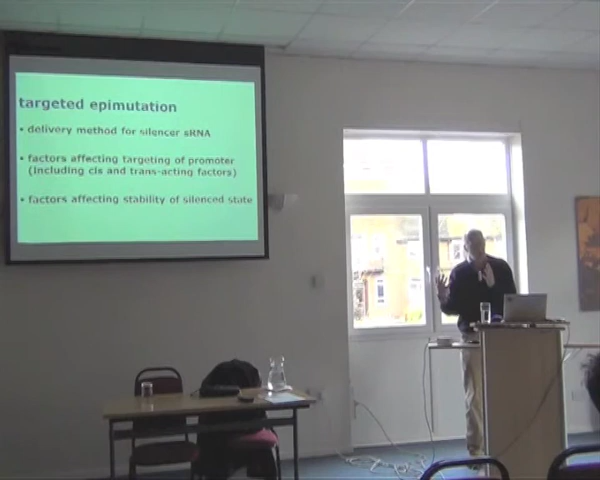 targeted epimutation
• delivery method for silencer sRNA
• factors affecting targeting of promoter
(including cis and trans-acting factors)
• factors affecting stability of silenced state